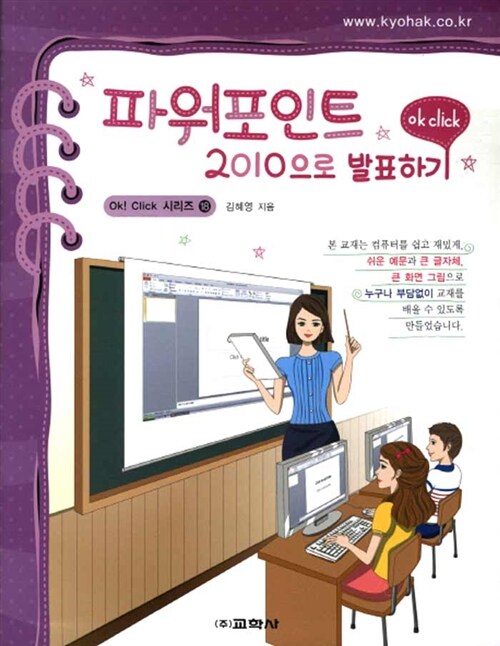 www.kyohak.co.kr
파워포인트
2010으로 발표하기
ok click
Ok! Click 시리즈 18 김혜영 지음
본 교재는 컴퓨터를 쉽고 재밌게,
쉬운 예문과 큰 글자체,
큰 화면 그림으로
누구나 부담없이 교재를
배울 수 있도록
만들었습니다.
(주)교학사